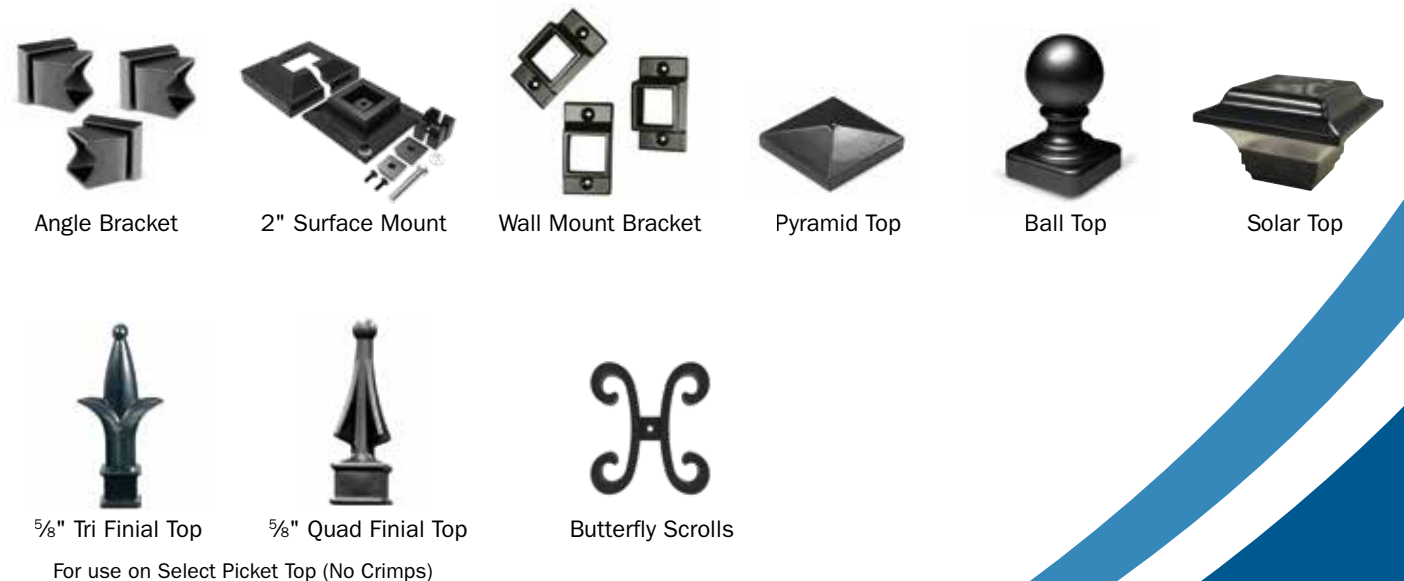 Angle Bracket
2" Surface Mount
Wall Mount Bracket
Pyramid Top
Ball Top
Solar Top
⅝" Tri Finial Top
⅝" Quad Finial Top
Butterfly Scrolls
For use on Select Picket Top (No Crimps)